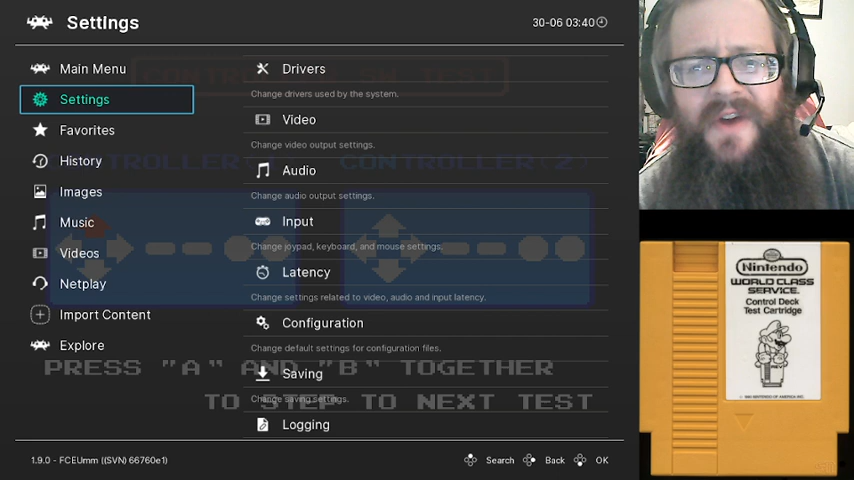 Settings
30-06 03:40
Main Menu
Settings
Favorites
History
Images
Music
Videos
Netplay
Import Content
Explore
Drivers
Change drivers used by the system.
Video
Change video output settings.
Audio
Change audio output settings.
Input
Change joypad, keyboard, and mouse settings.
Latency
Change settings related to video, audio and input latency.
Configuration
Change default settings for configuration files.
Saving
Change saving settings.
Logging
CONTROLLER(2)
PRESS "A" AND "B" TOGETHER
TO STEP TO NEXT TEST
1.9.0 - FCEUmm ((SVN) 66760e1)
Search
Back
OK
Nintendo
WORLD CLASS
SERVICE
Control Deck
Test Cartridge